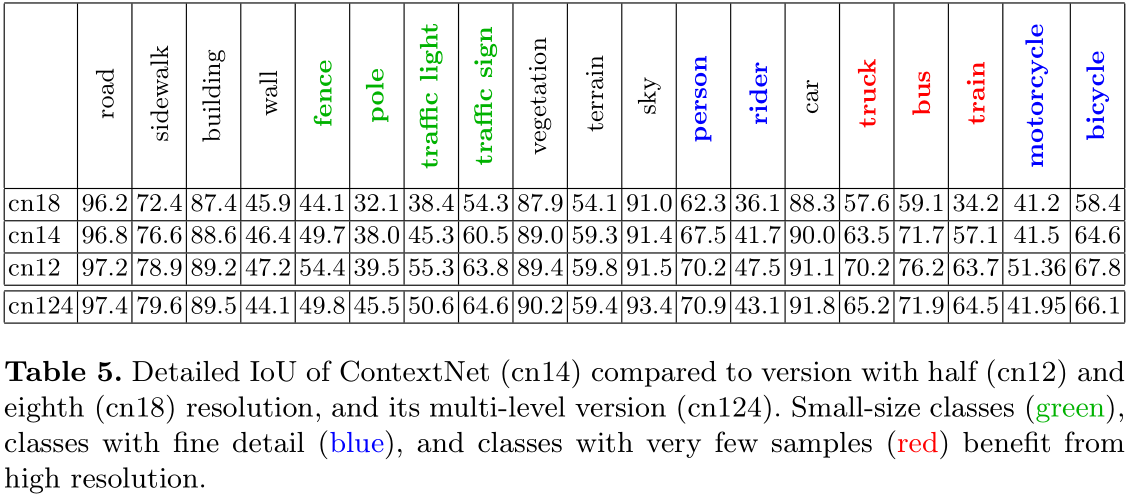 road sidewalk building wall fence pole traffic light traffic sign vegetation terrain sky person rider car truck bus train motorcycle bicycle
cn18 96.2 72.4 87.4 45.9 44.1 32.1 38.4 54.3 87.9 54.1 91.0 62.3 36.1 88.3 57.6 59.1 34.2 41.2 58.4
cn14 96.8 76.6 88.6 46.4 49.7 38.0 45.3 60.5 89.0 59.3 91.4 67.5 41.7 90.0 63.5 71.7 57.1 41.5 64.6
cn12 97.2 78.9 89.2 47.2 54.4 39.5 55.3 63.8 89.4 59.8 91.5 70.2 47.5 91.1 70.2 76.2 63.7 51.36 67.8
cn124 97.4 79.6 89.5 44.1 49.8 45.5 50.6 64.6 90.2 59.4 93.4 70.9 43.1 91.8 65.2 71.9 64.5 41.95 66.1
Table 5. Detailed IoU of ContextNet (cn14) compared to version with half (cn12) and
eighth (cn18) resolution, and its multi-level version (cn124). Small-size classes (green),
classes with fine detail (blue), and classes with very few samples (red) benefit from
high resolution.